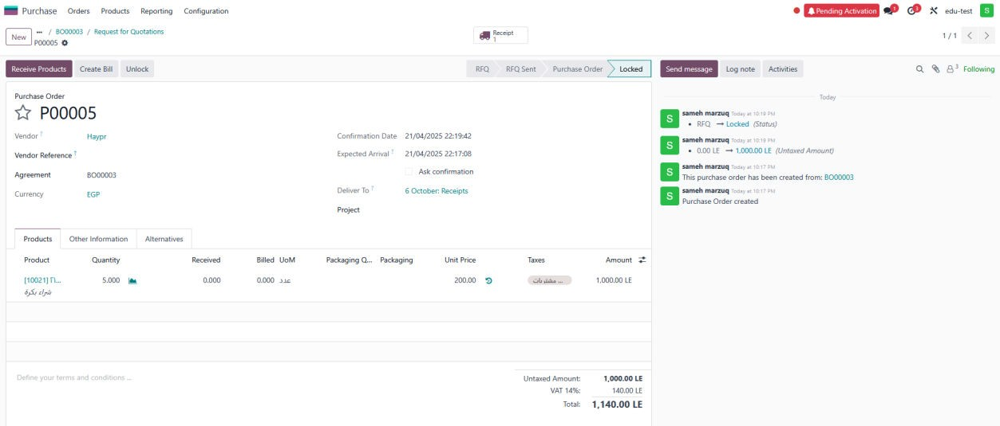 Purchase Orders Products Reporting Configuration
Pending Activation 1 3 edu-test S
New ... / BO00003 / Request for Quotations
P00005
Receipt
1
1 / 1
Receive Products Create Bill Unlock
RFQ RFQ Sent Purchase Order Locked
Send message Log note Activities 3 Following
Purchase Order
P00005
Vendor ? Haypr
Vendor Reference ?
Agreement BO00003
Currency EGP
Confirmation Date 21/04/2025 22:19:42
Expected Arrival ? 21/04/2025 22:17:08
Ask confirmation
Deliver To ? 6 October: Receipts
Project
Products Other Information Alternatives
Product Quantity Received Billed UoM Packaging Q... Packaging Unit Price Taxes Amount
[10021] 5.000 0.000 0.000 عدد 200.00 مشتريات ... 1,000.00 LE
شراء بكرة
Define your terms and conditions ...
Untaxed Amount: 1,000.00 LE
VAT 14%: 140.00 LE
Total: 1,140.00 LE
Today
S sameh marzuq Today at 10:19 PM
RFQ → Locked (Status)
S sameh marzuq Today at 10:19 PM
0.00 LE → 1,000.00 LE (Untaxed Amount)
S sameh marzuq Today at 10:17 PM
This purchase order has been created from: BO00003
S sameh marzuq Today at 10:17 PM
Purchase Order created